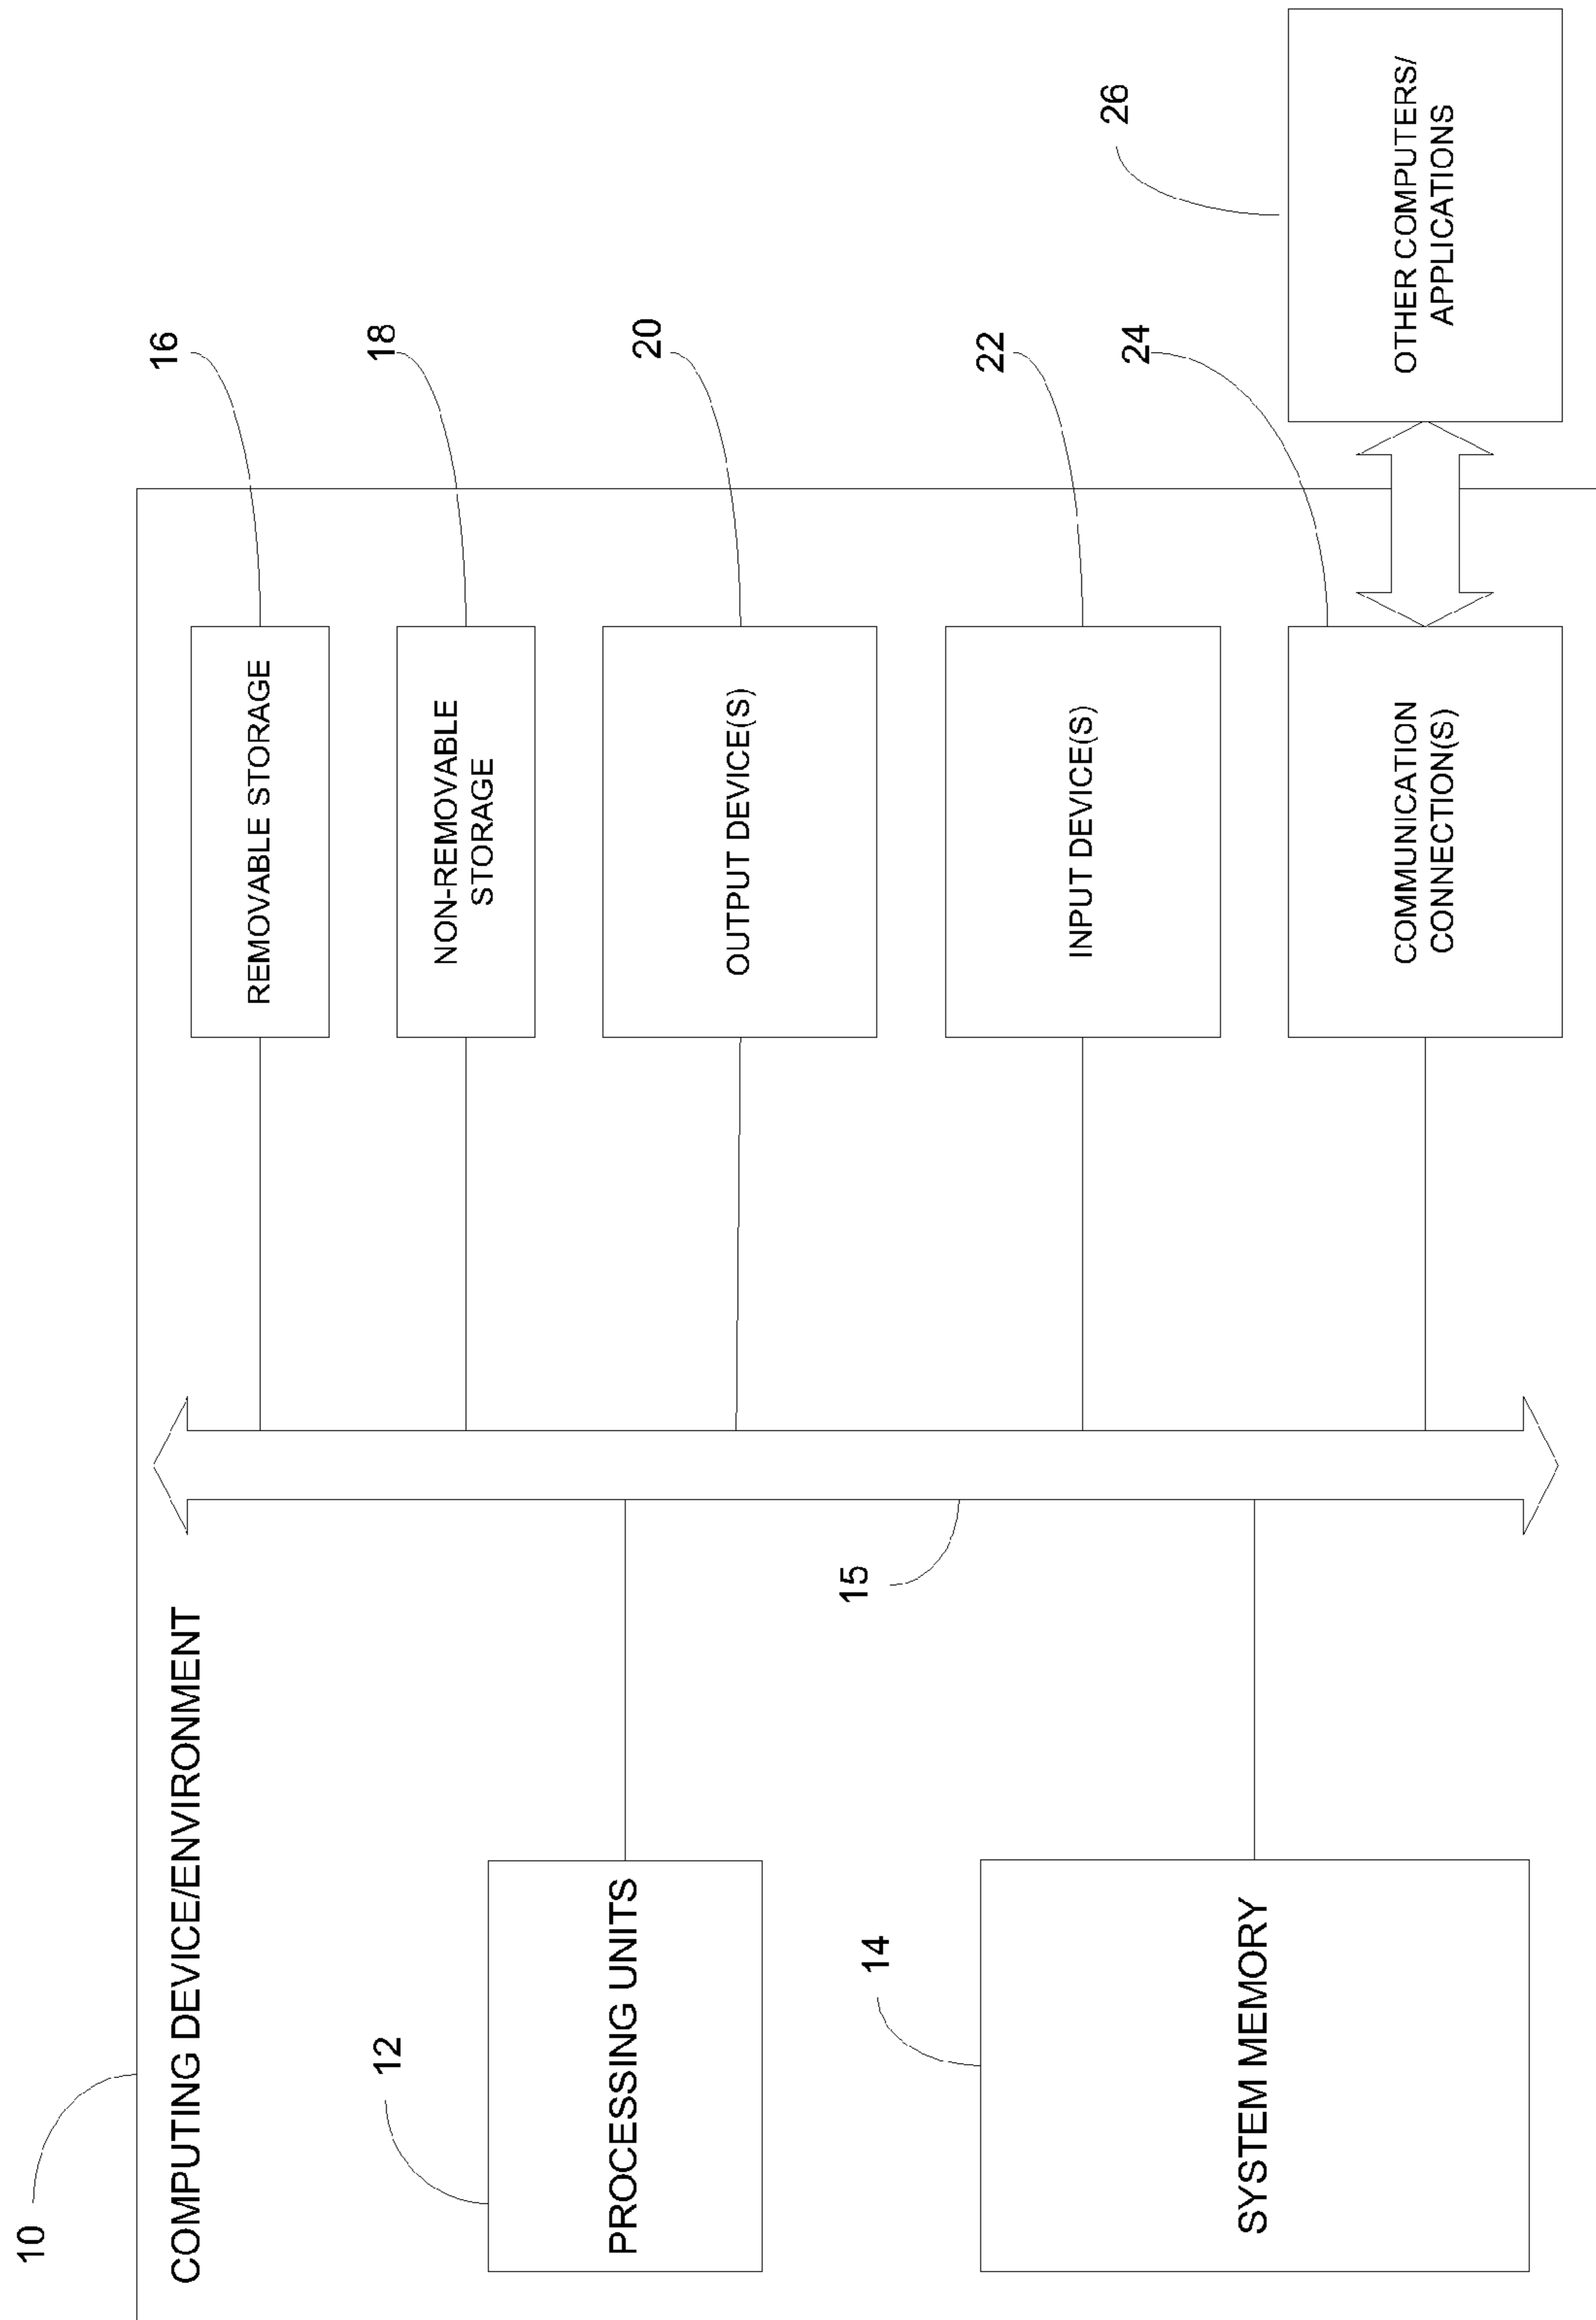 10
COMPUTING DEVICE/ENVIRONMENT
12
PROCESSING UNITS
14
SYSTEM MEMORY
15
16
REMOVABLE STORAGE
18
NON-REMOVABLE
STORAGE
20
OUTPUT DEVICE(S)
22
INPUT DEVICE(S)
24
COMMUNICATION
CONNECTION(S)
26
OTHER COMPUTERS/
APPLICATIONS